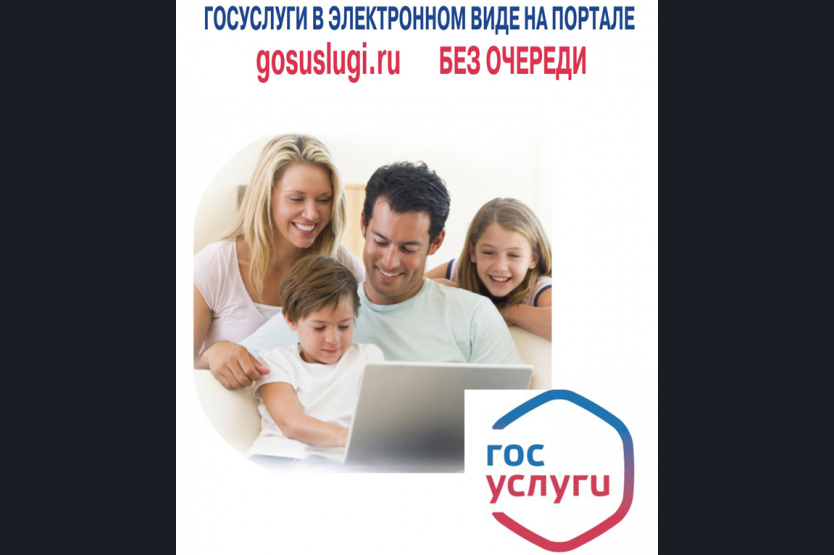 ГОСУСЛУГИ В ЭЛЕКТРОННОМ ВИДЕ НА ПОРТАЛЕ
gosuslugi.ru БЕЗ ОЧЕРЕДИ
гос
услуги